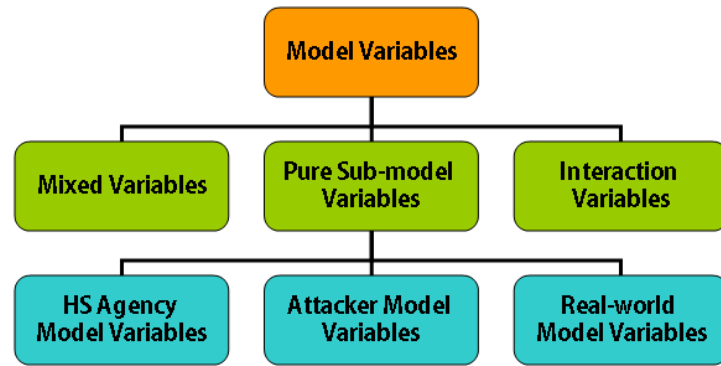 Model Variables
Mixed Variables
Pure Sub-model
Variables
Interaction
Variables
HS Agency
Model Variables
Attacker Model
Variables
Real-world
Model Variables